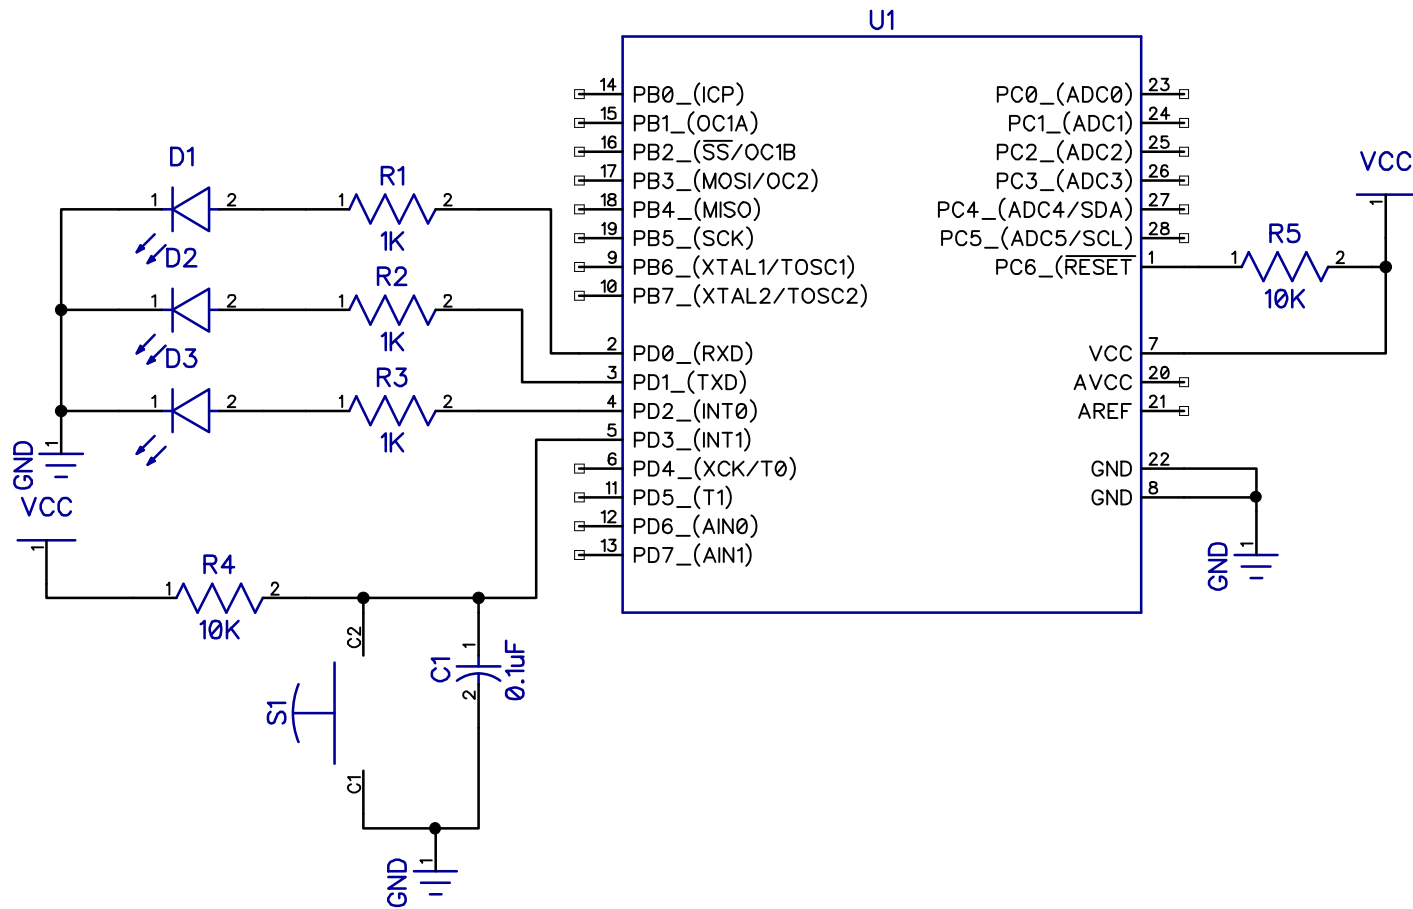 U1
14 PB0_(ICP)
15 PB1_(OC1A)
16 PB2_(SS/OC1B
17 PB3_(MOSI/OC2)
18 PB4_(MISO)
19 PB5_(SCK)
9 PB6_(XTAL1/TOSC1)
10 PB7_(XTAL2/TOSC2)
2 PD0_(RXD)
3 PD1_(TXD)
4 PD2_(INT0)
5 PD3_(INT1)
6 PD4_(XCK/T0)
11 PD5_(T1)
12 PD6_(AIN0)
13 PD7_(AIN1)
PC0_(ADC0) 23
PC1_(ADC1) 24
PC2_(ADC2) 25
PC3_(ADC3) 26
PC4_(ADC4/SDA) 27
PC5_(ADC5/SCL) 28
PC6_(RESET 1
VCC 7
AVCC 20
AREF 21
GND 22
GND 8
D1
1 2
R1
1 2
1K
D2
1 2
R2
1 2
1K
D3
1 2
R3
1 2
1K
GND
1
VCC
1
R4
1 2
10K
C2
S1
C1
1
C1
0.1uF
2
GND
1
VCC
1
R5
1 2
10K
GND
1